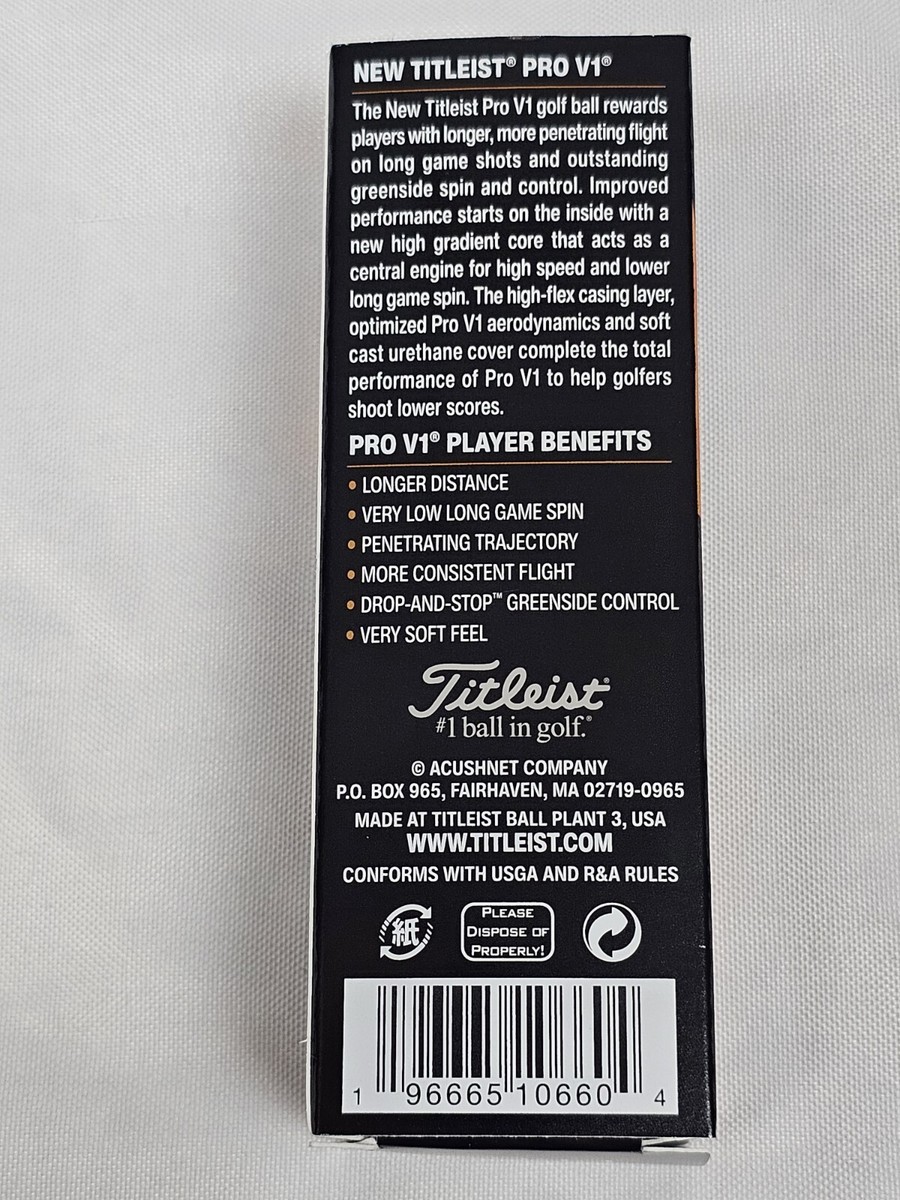 NEW TITLEIST® PRO V1®
The New Titleist Pro V1 golf ball rewards
players with longer, more penetrating flight
on long game shots and outstanding
greenside spin and control. Improved
performance starts on the inside with a
new high gradient core that acts as a
central engine for high speed and lower
long game spin. The high-flex casing layer,
optimized Pro V1 aerodynamics and soft
cast urethane cover complete the total
performance of Pro V1 to help golfers
shoot lower scores.
PRO V1® PLAYER BENEFITS
• LONGER DISTANCE
• VERY LOW LONG GAME SPIN
• PENETRATING TRAJECTORY
• MORE CONSISTENT FLIGHT
• DROP-AND-STOP™ GREENSIDE CONTROL
• VERY SOFT FEEL
Titleist®
#1 ball in golf.®
© ACUSHNET COMPANY
P.O. BOX 965, FAIRHAVEN, MA 02719-0965
MADE AT TITLEIST BALL PLANT 3, USA
WWW.TITLEIST.COM
CONFORMS WITH USGA AND R&A RULES
紙
PLEASE
DISPOSE OF
PROPERLY!
1 96665 10660 4